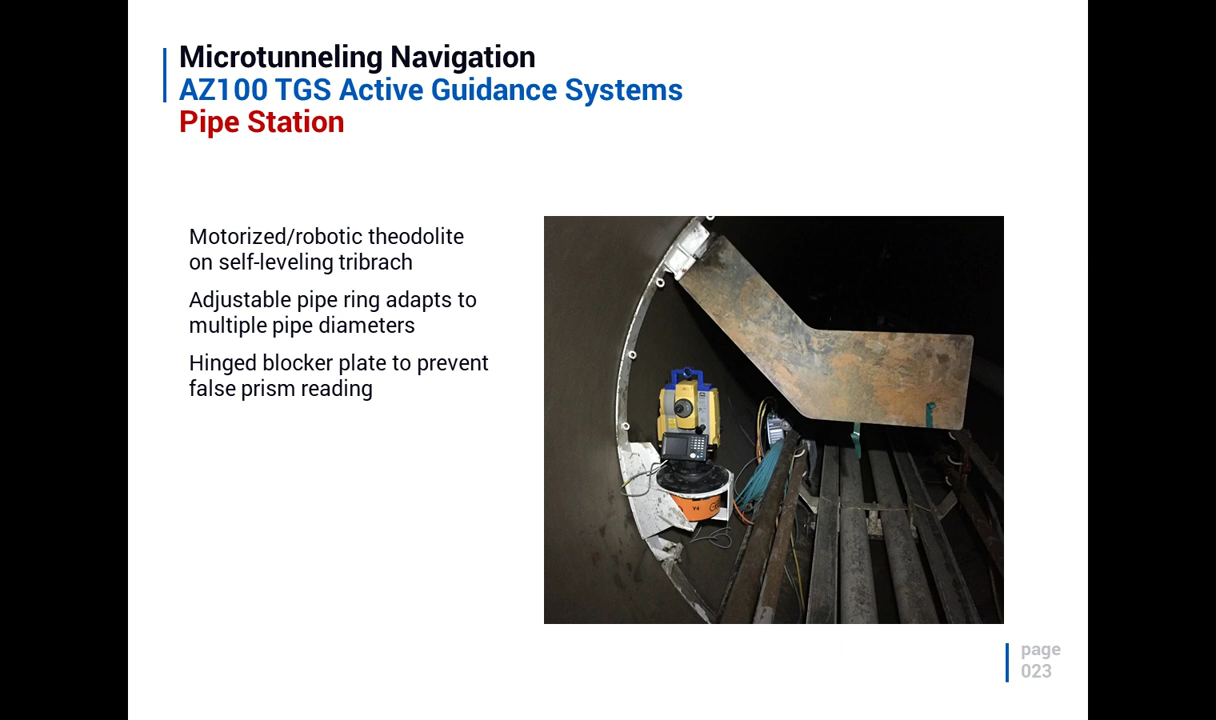 Microtunneling Navigation
AZ100 TGS Active Guidance Systems
Pipe Station
Motorized/robotic theodolite
on self-leveling tribrach
Adjustable pipe ring adapts to
multiple pipe diameters
Hinged blocker plate to prevent
false prism reading
Y4
page
023